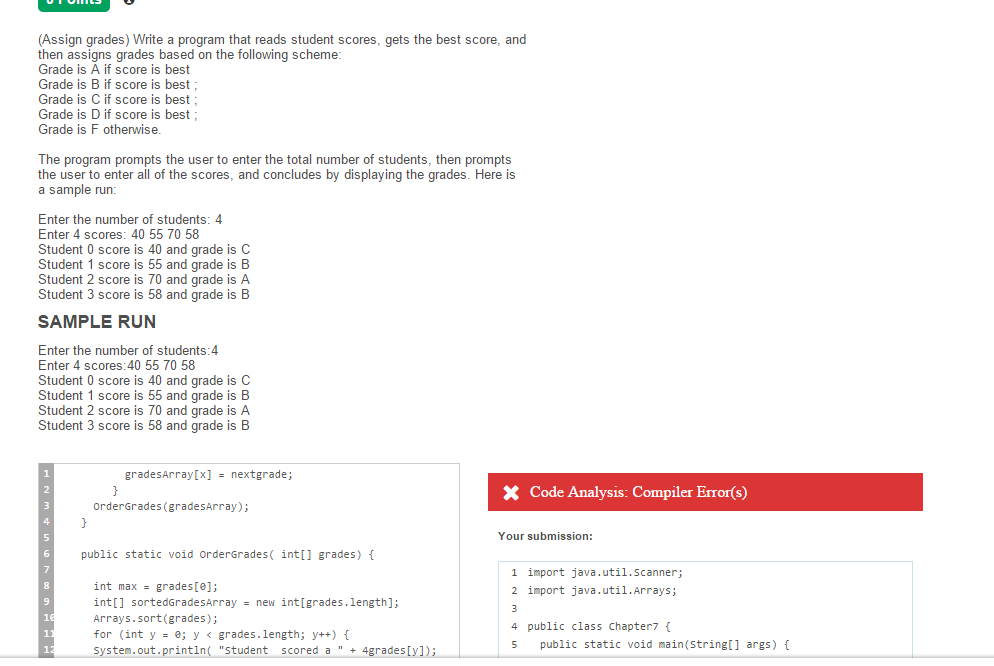 0 Points
(Assign grades) Write a program that reads student scores, gets the best score, and
then assigns grades based on the following scheme:
Grade is A if score is best
Grade is B if score is best ;
Grade is C if score is best ;
Grade is D if score is best ;
Grade is F otherwise.
The program prompts the user to enter the total number of students, then prompts
the user to enter all of the scores, and concludes by displaying the grades. Here is
a sample run:
Enter the number of students: 4
Enter 4 scores: 40 55 70 58
Student 0 score is 40 and grade is C
Student 1 score is 55 and grade is B
Student 2 score is 70 and grade is A
Student 3 score is 58 and grade is B
SAMPLE RUN
Enter the number of students:4
Enter 4 scores:40 55 70 58
Student 0 score is 40 and grade is C
Student 1 score is 55 and grade is B
Student 2 score is 70 and grade is A
Student 3 score is 58 and grade is B
1 gradesArray[x] = nextgrade;
2 }
3 OrderGrades(gradesArray);
4 }
5
6 public static void OrderGrades( int[] grades) {
7
8 int max = grades[0];
9 int[] sortedGradesArray = new int[grades.length];
10 Arrays.sort(grades);
11 for (int y = 0; y < grades.length; y++) {
12 System.out.println( "Student  scored a " + 4grades[y]);
Code Analysis: Compiler Error(s)
Your submission:
1 import java.util.Scanner;
2 import java.util.Arrays;
3
4 public class Chapter7 {
5 public static void main(String[] args) {